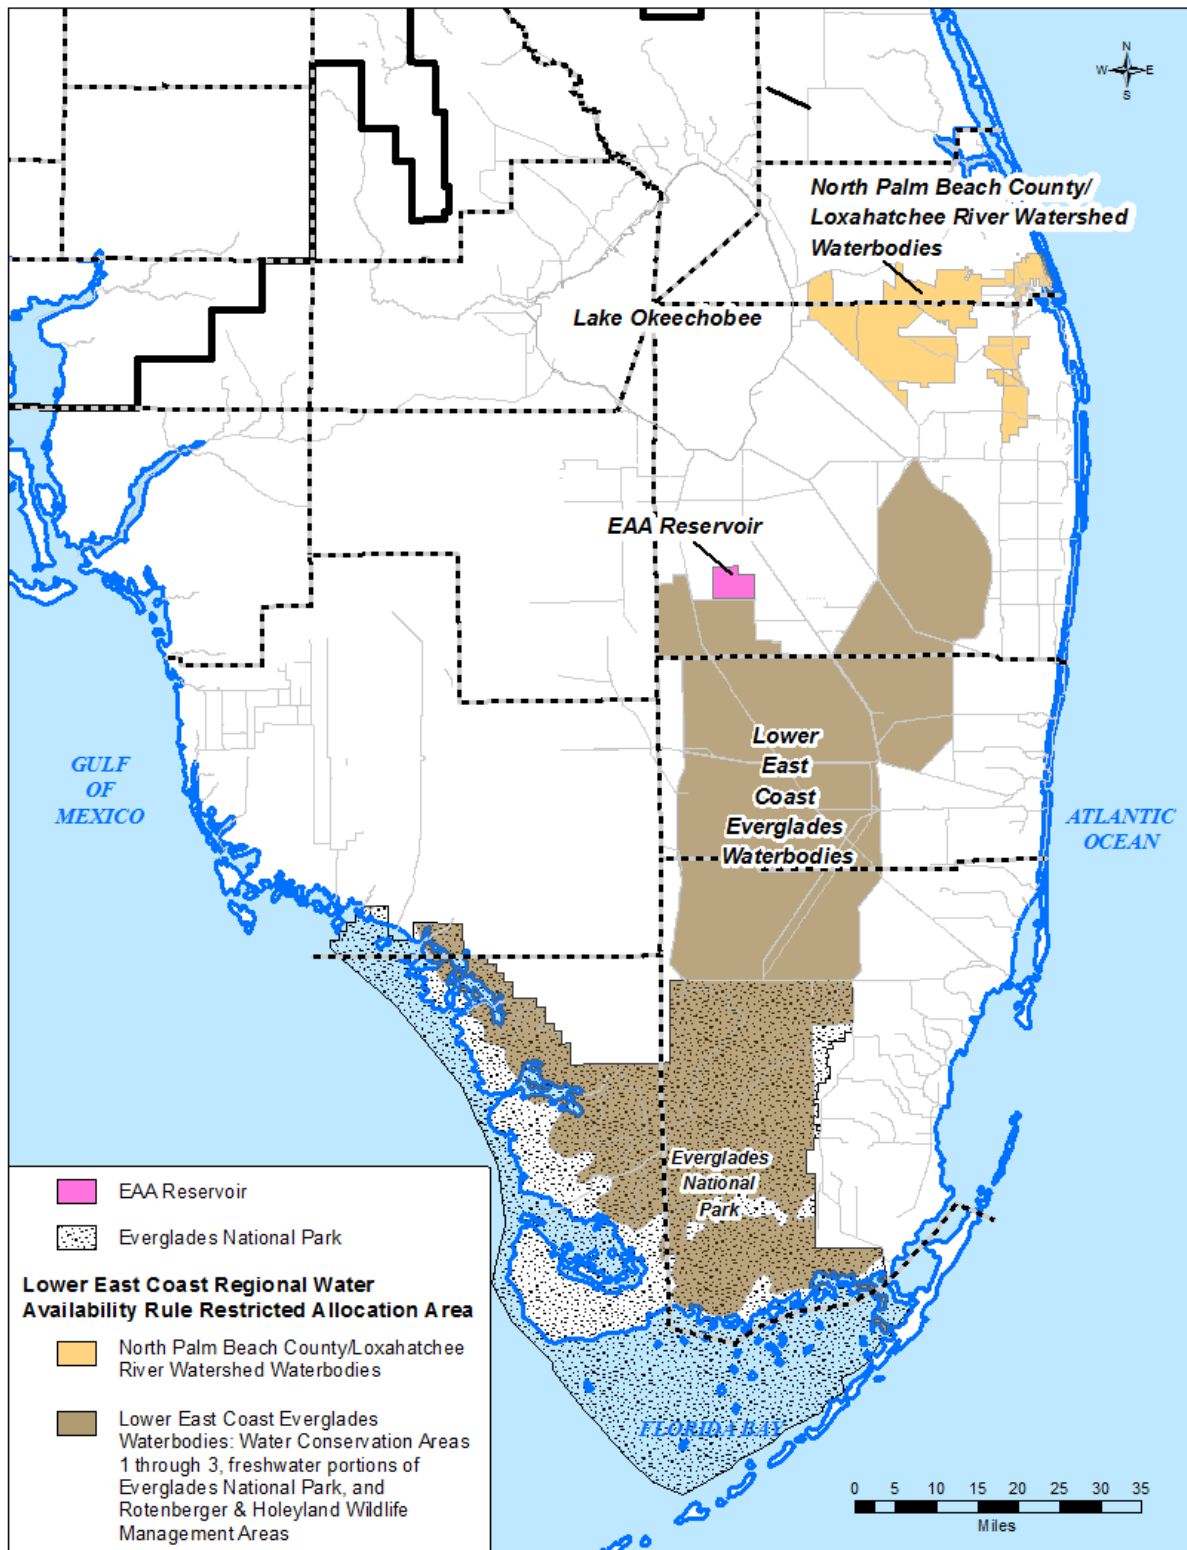 N
W
E
S
North Palm Beach County/
Loxahatchee River Watershed
Waterbodies
Lake Okeechobee
EAA Reservoir
Lower
East
Coast
Everglades
Waterbodies
GULF
OF
MEXICO
ATLANTIC
OCEAN
Everglades
National
Park
FLORIDA BAY
EAA Reservoir
Everglades National Park
Lower East Coast Regional Water
Availability Rule Restricted Allocation Area
North Palm Beach County/Loxahatchee
River Watershed Waterbodies
Lower East Coast Everglades
Waterbodies: Water Conservation Areas
1 through 3, freshwater portions of
Everglades National Park, and
Rotenberger & Holeyland Wildlife
Management Areas
0 5 10 15 20 25 30 35
Miles